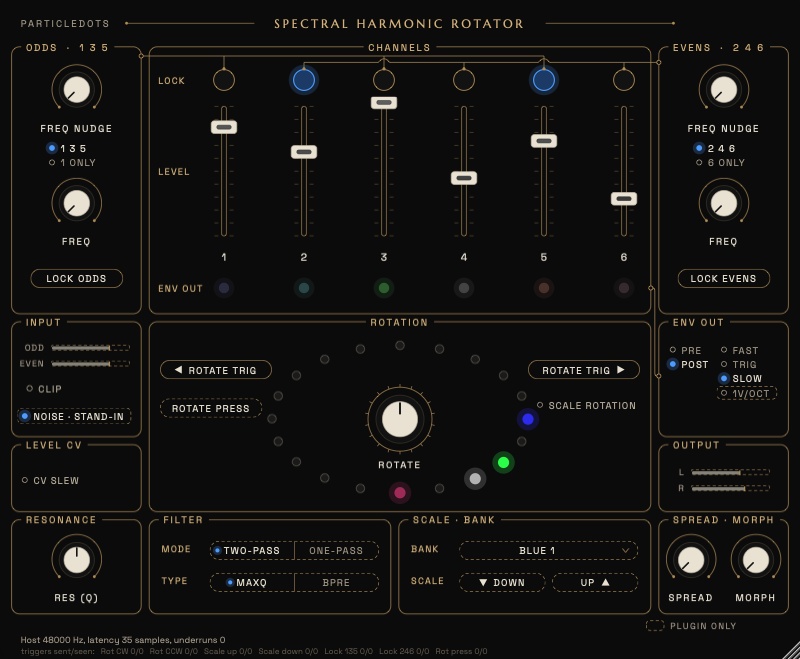 PARTICLEDOTS
SPECTRAL HARMONIC ROTATOR
ODDS · 1 3 5
CHANNELS
EVENS · 2 4 6
LOCK
FREQ NUDGE
1 3 5
1 ONLY
FREQ
LOCK ODDS
LEVEL
1 2 3 4 5 6
ENV OUT
FREQ NUDGE
2 4 6
6 ONLY
FREQ
LOCK EVENS
INPUT
ODD
EVEN
CLIP
NOISE · STAND-IN
ROTATION
◀ ROTATE TRIG
ROTATE TRIG ▶
ROTATE PRESS
SCALE ROTATION
ROTATE
ENV OUT
PRE
POST
FAST
TRIG
SLOW
1V/OCT
LEVEL CV
CV SLEW
OUTPUT
L
R
RESONANCE
RES (Q)
FILTER
MODE
TWO-PASS
ONE-PASS
TYPE
MAXQ
BPRE
SCALE · BANK
BANK
BLUE 1
SCALE
▼ DOWN
UP ▲
SPREAD · MORPH
SPREAD
MORPH
PLUGIN ONLY
Host 48000 Hz, latency 35 samples, underruns 0
triggers sent/seen: Rot CW 0/0 Rot CCW 0/0 Scale up 0/0 Scale down 0/0 Lock 135 0/0 Lock 246 0/0 Rot press 0/0